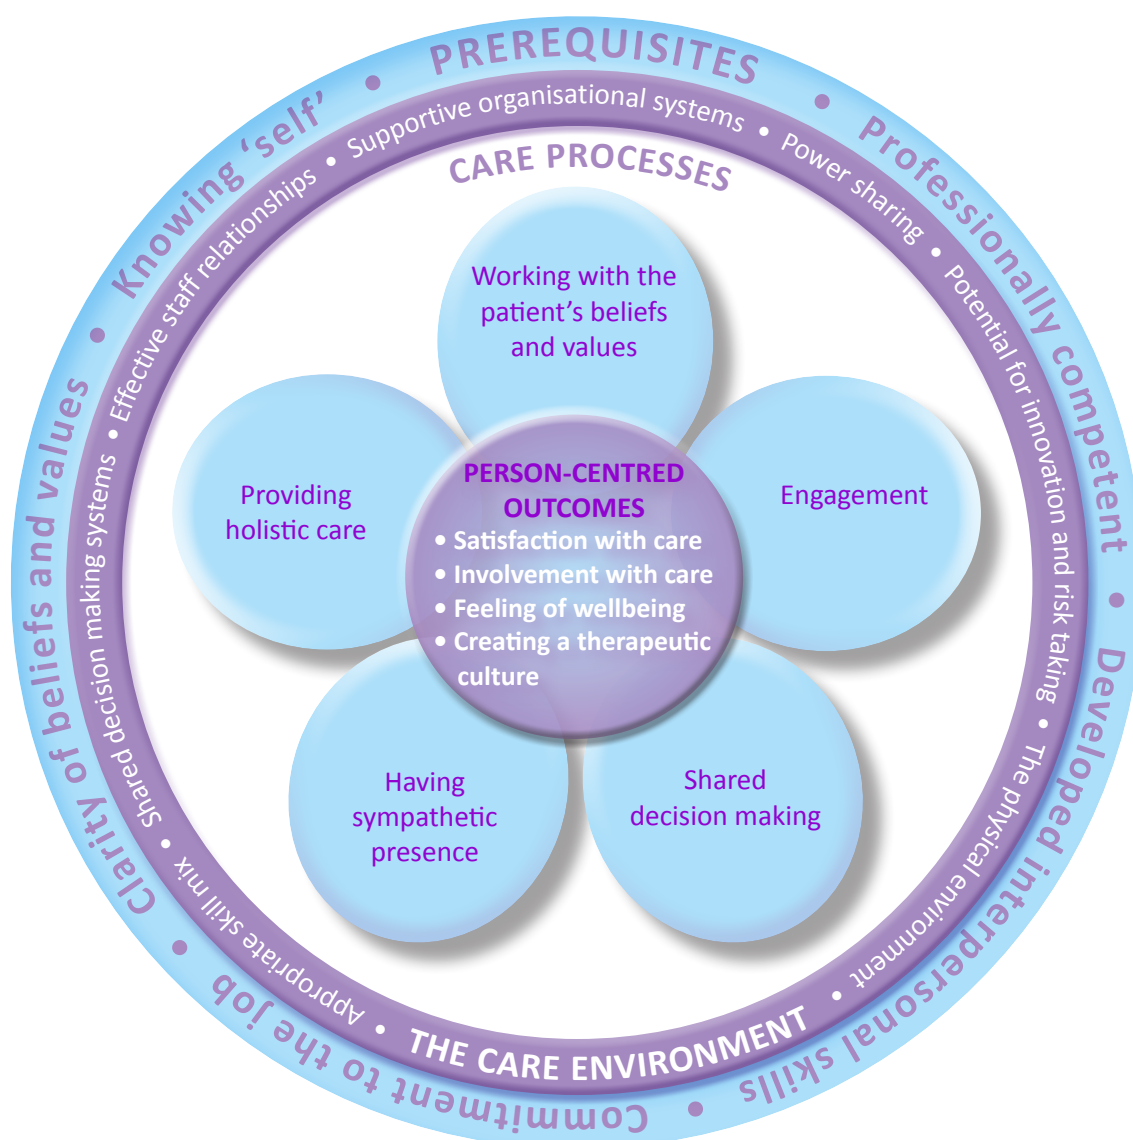 PREREQUISITES • Professionally competent • Developed interpersonal skills • Commitment to the job • Clarity of beliefs and values • Knowing ‘self’ •
THE CARE ENVIRONMENT • Appropriate skill mix • Shared decision making systems • Effective staff relationships • Supportive organisational systems • Power sharing • Potential for innovation and risk taking • The physical environment •
CARE PROCESSES
Working with the
patient’s beliefs
and values
Engagement
Shared
decision making
Having
sympathetic
presence
Providing
holistic care
PERSON-CENTRED
OUTCOMES
• Satisfaction with care
• Involvement with care
• Feeling of wellbeing
• Creating a therapeutic
culture